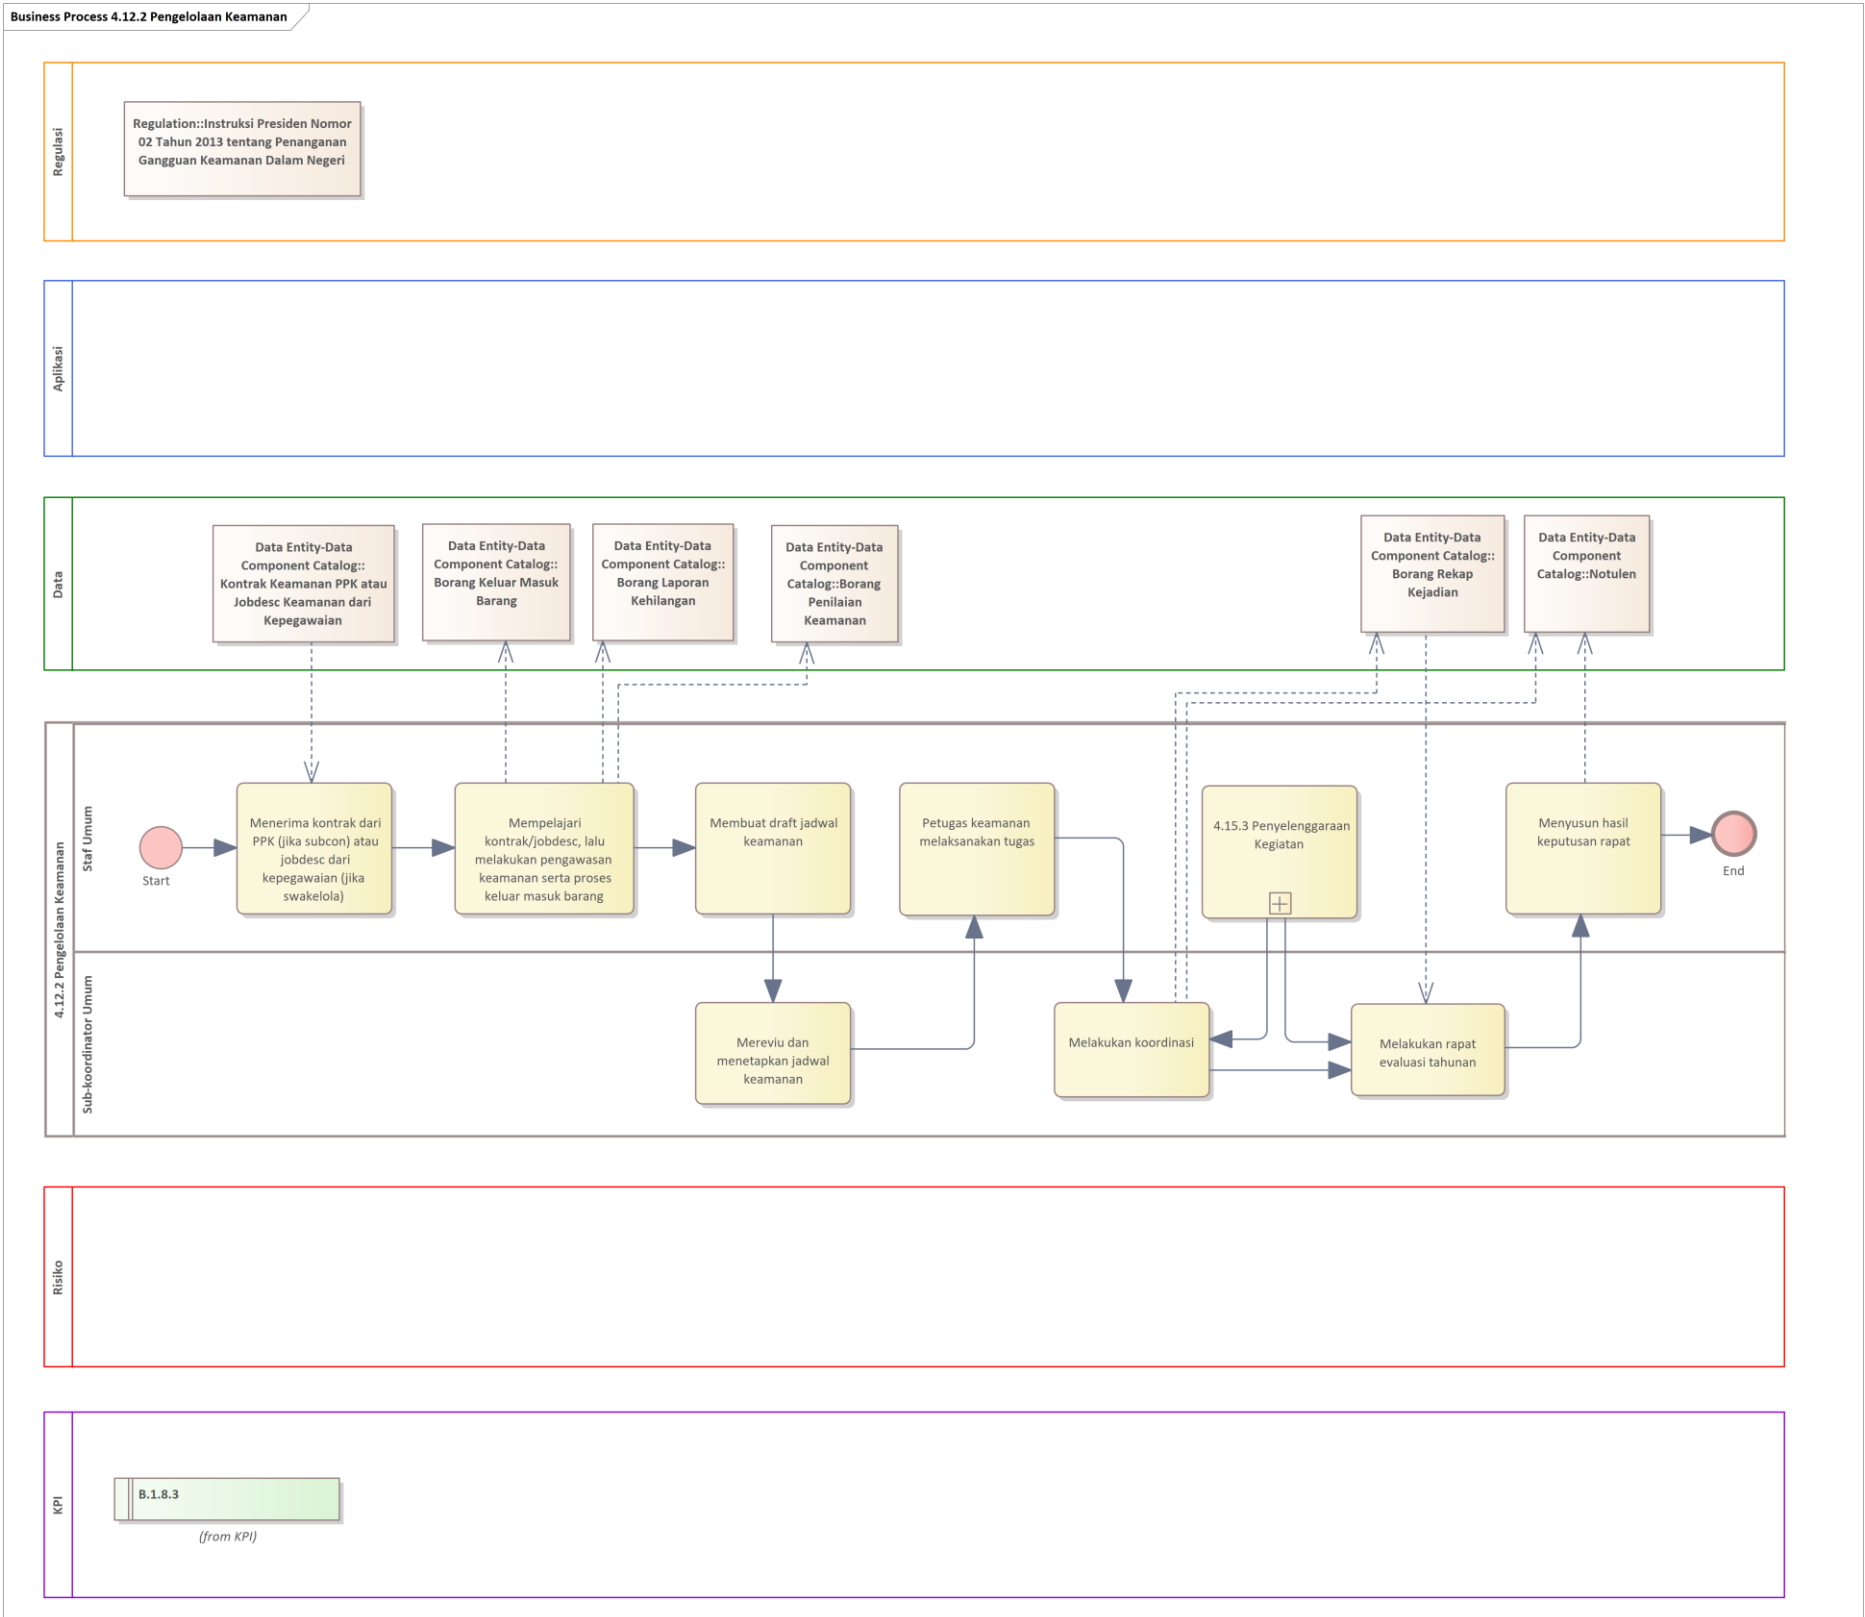 Business Process 4.12.2 Pengelolaan Keamanan
Regulasi
Regulation::Instruksi Presiden Nomor
02 Tahun 2013 tentang Penanganan
Gangguan Keamanan Dalam Negeri
Aplikasi
Data
Data Entity-Data
Component Catalog::
Kontrak Keamanan PPK atau
Jobdesc Keamanan dari
Kepegawaian
Data Entity-Data
Component Catalog::
Borang Keluar Masuk
Barang
Data Entity-Data
Component Catalog::
Borang Laporan
Kehilangan
Data Entity-Data
Component
Catalog::Borang
Penilaian
Keamanan
Data Entity-Data
Component Catalog::
Borang Rekap
Kejadian
Data Entity-Data
Component
Catalog::Notulen
4.12.2 Pengelolaan Keamanan
Staf Umum
Start
Menerima kontrak dari
PPK (jika subcon) atau
jobdesc dari
kepegawaian (jika
swakelola)
Mempelajari
kontrak/jobdesc, lalu
melakukan pengawasan
keamanan serta proses
keluar masuk barang
Membuat draft jadwal
keamanan
Petugas keamanan
melaksanakan tugas
4.15.3 Penyelenggaraan
Kegiatan
Menyusun hasil
keputusan rapat
End
Sub-koordinator Umum
Mereviu dan
menetapkan jadwal
keamanan
Melakukan koordinasi
Melakukan rapat
evaluasi tahunan
Risiko
KPI
B.1.8.3
(from KPI)